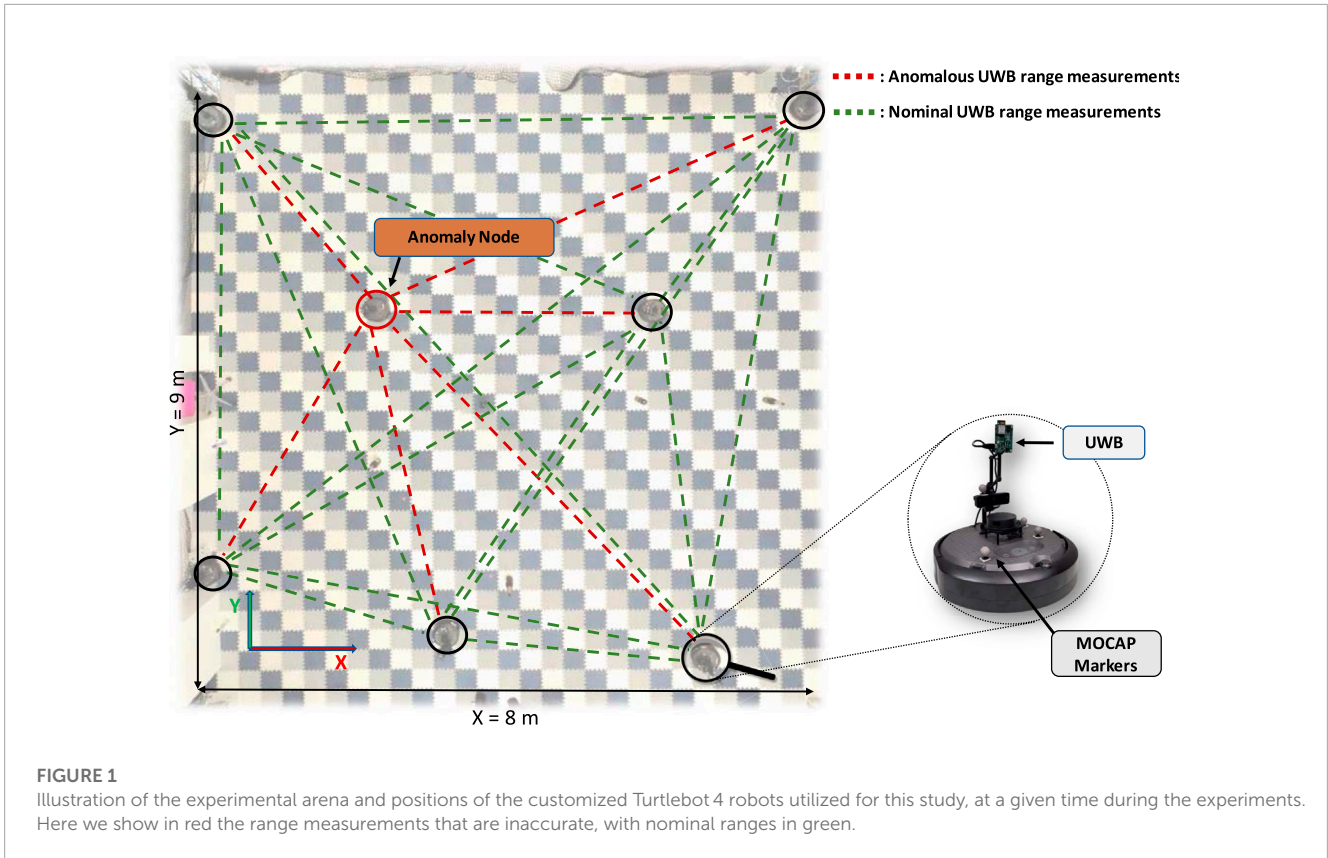 : Anomalous UWB range measurements
: Nominal UWB range measurements
Anomaly Node
Y = 9 m
UWB
Y
MOCAP
Markers
X
X = 8 m
FIGURE 1
Illustration of the experimental arena and positions of the customized Turtlebot 4 robots utilized for this study, at a given time during the experiments.
Here we show in red the range measurements that are inaccurate, with nominal ranges in green.